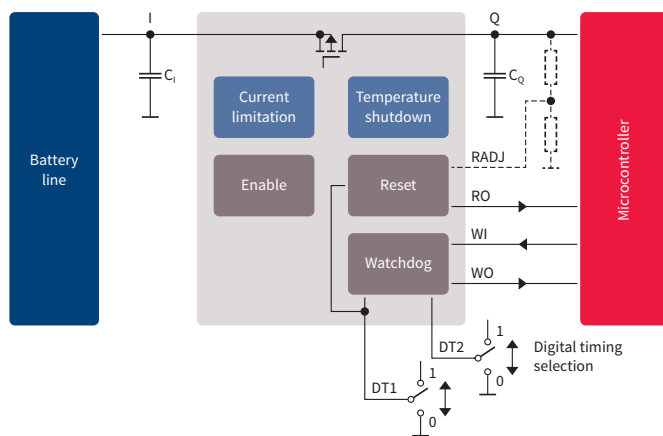 I
Q
Battery
line
C_I
Current
limitation
Temperature
shutdown
C_Q
Enable
Reset
RADJ
RO
WI
Watchdog
WO
Microcontroller
DT2
1
0
Digital timing
selection
DT1
1
0